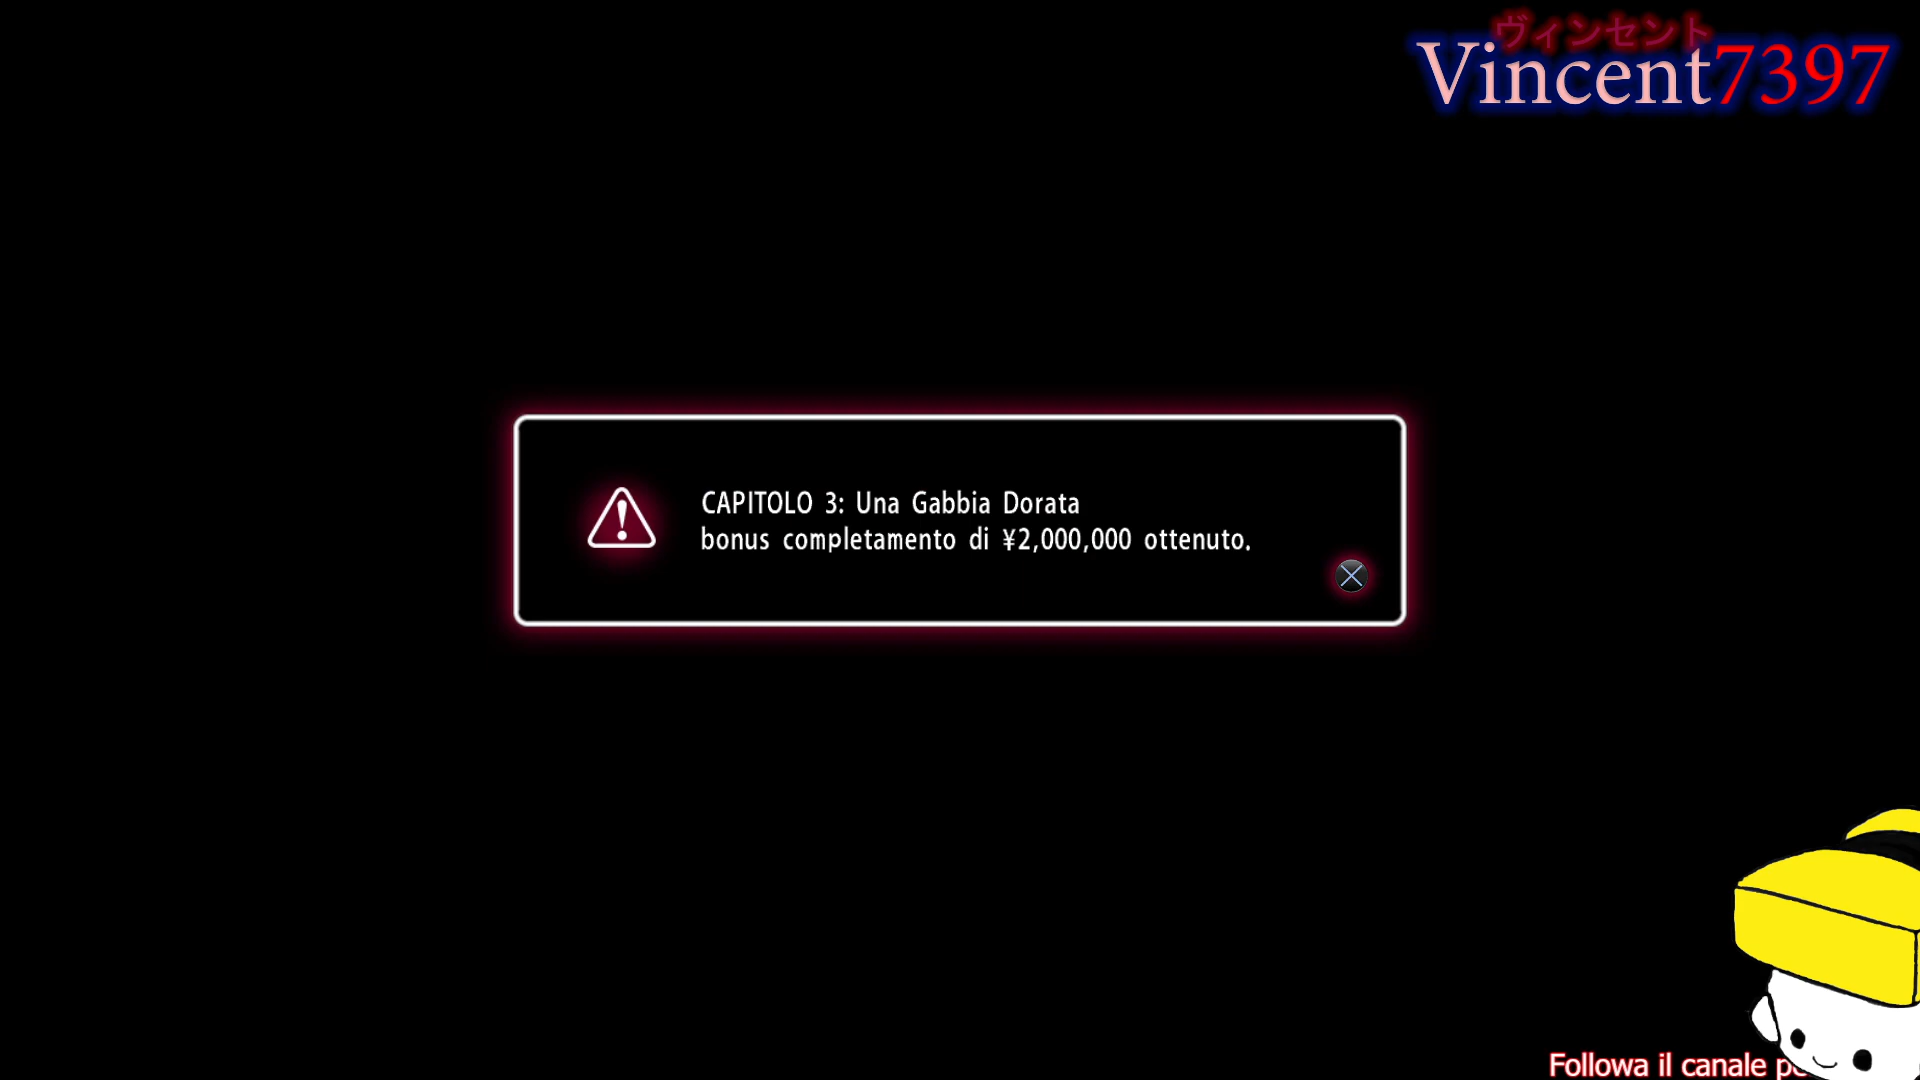 ヴィンセント
Vincent7397
CAPITOLO 3: Una Gabbia Dorata
bonus completamento di ¥2,000,000 ottenuto.
Followa il canale